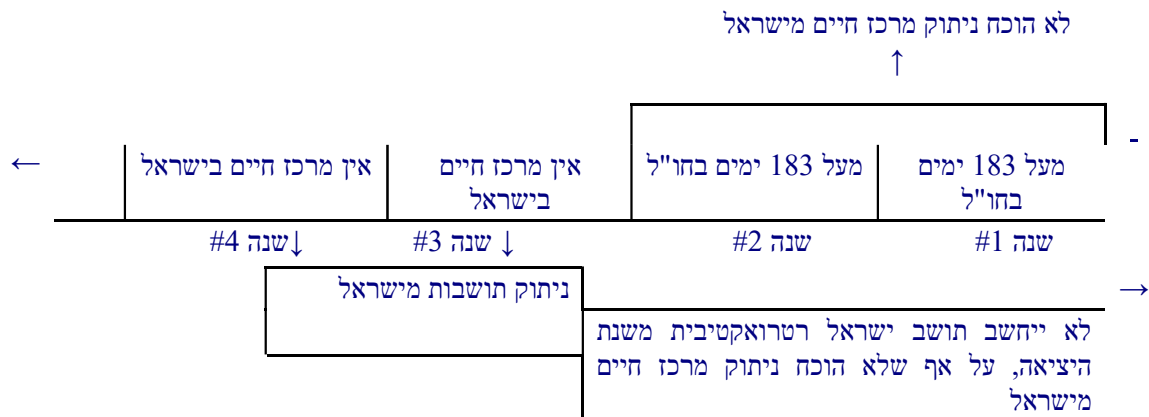 לא הוכח ניתוק מרכז חיים מישראל
↑
מעל 183 ימים
בחו"ל
מעל 183 ימים בחו"ל
אין מרכז חיים
בישראל
אין מרכז חיים בישראל
←
שנה 1#
שנה 2#
↓ שנה 3#
↓שנה 4#
ניתוק תושבות מישראל
→
לא ייחשב תושב ישראל רטרואקטיבית משנת
היציאה, על אף שלא הוכח ניתוק מרכז חיים
מישראל